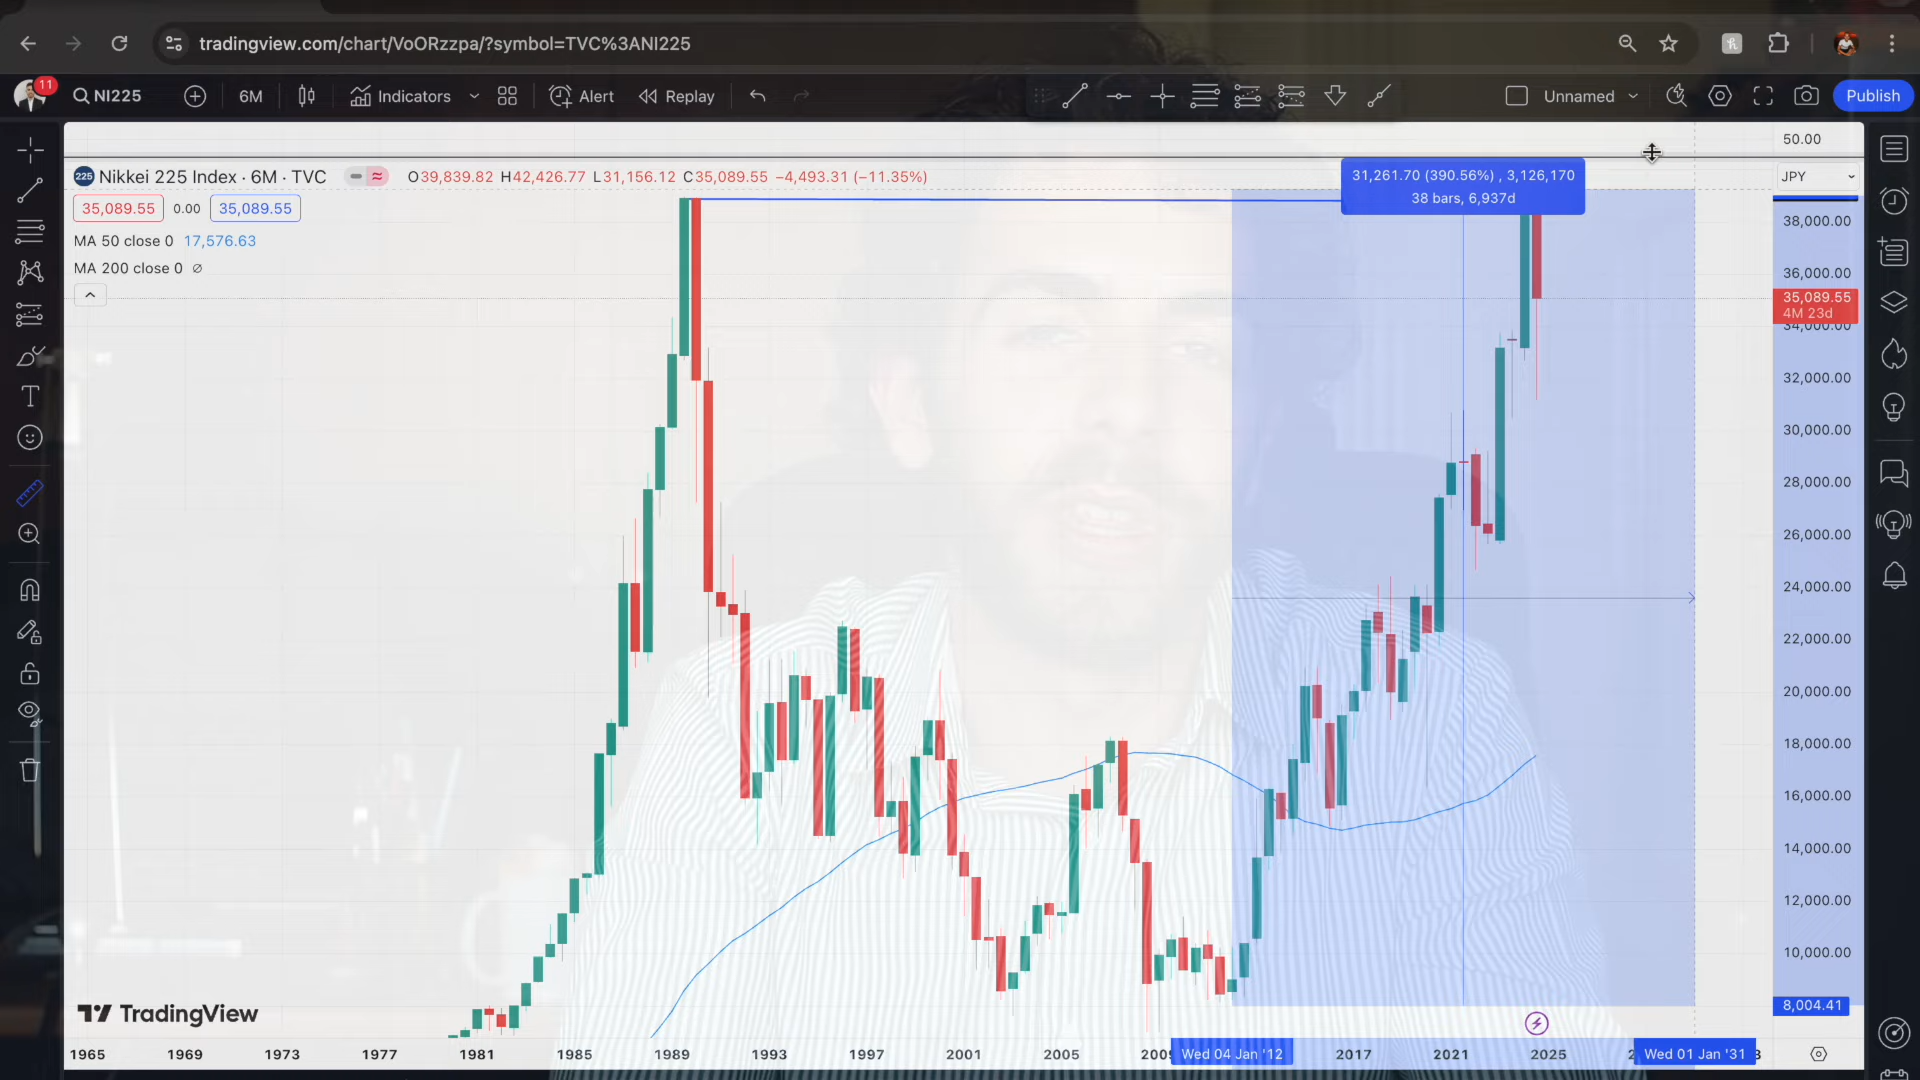 tradingview.com/chart/VoORzzpa/?symbol=TVC%3ANI225
11
NI225
6M
Indicators
Alert
Replay
Unnamed
Publish
50.00
225
Nikkei 225 Index · 6M · TVC
O39,839.82 H42,426.77 L31,156.12 C35,089.55 −4,493.31 (−11.35%)
31,261.70 (390.56%) , 3,126,170
38 bars, 6,937d
JPY
35,089.55 0.00 35,089.55
MA 50 close 0 17,576.63
MA 200 close 0 ∅
38,000.00
36,000.00
35,089.55
4M 23d
34,000.00
32,000.00
30,000.00
28,000.00
26,000.00
24,000.00
22,000.00
20,000.00
18,000.00
16,000.00
14,000.00
12,000.00
10,000.00
8,004.41
TradingView
1965 1969 1973 1977 1981 1985 1989 1993 1997 2001 2005 Wed 04 Jan '12 2017 2021 2025 Wed 01 Jan '31